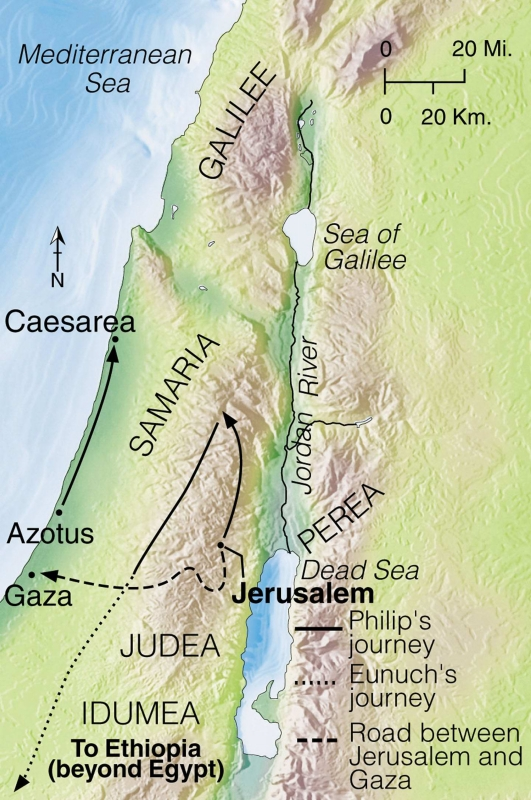 Mediterranean
Sea
0 20 Mi.
0 20 Km.
GALILEE
Sea of
Galilee
N
Caesarea
SAMARIA
Jordan River
PEREA
Azotus
Gaza
Dead Sea
Jerusalem
JUDEA
IDUMEA
To Ethiopia
(beyond Egypt)
Philip's
journey
Eunuch's
journey
Road between
Jerusalem and
Gaza